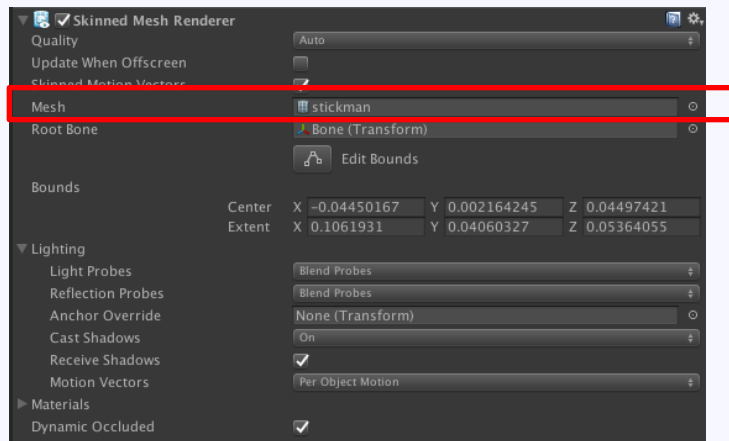 Skinned Mesh Renderer
Quality Auto
Update When Offscreen
Skinned Motion Vectors
Mesh stickman
Root Bone Bone (Transform)
Edit Bounds
Bounds
Center X -0.04450167 Y 0.002164245 Z 0.04497421
Extent X 0.1061931 Y 0.04060327 Z 0.05364055
Lighting
Light Probes Blend Probes
Reflection Probes Blend Probes
Anchor Override None (Transform)
Cast Shadows On
Receive Shadows
Motion Vectors Per Object Motion
Materials
Dynamic Occluded